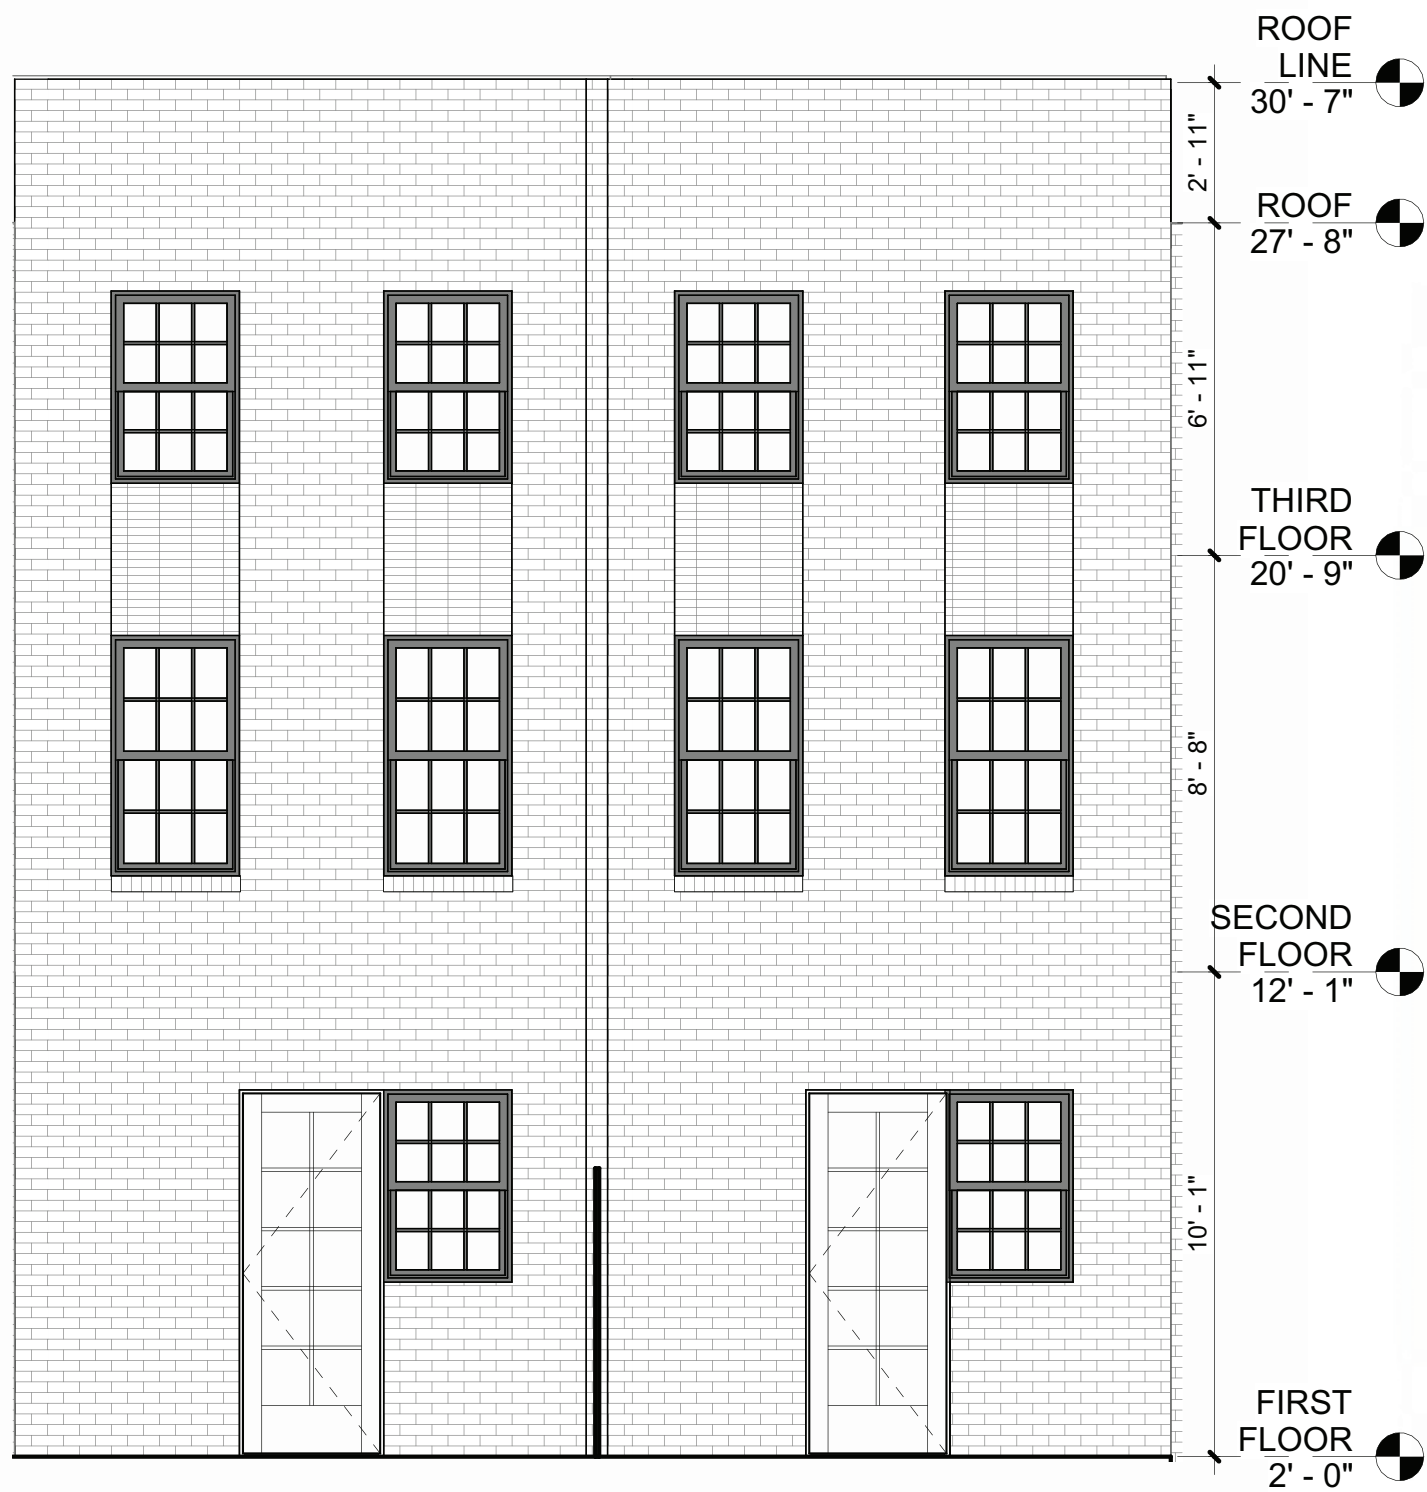 ROOF
LINE
30' - 7"
2' - 11"
ROOF
27' - 8"
6' - 11"
THIRD
FLOOR
20' - 9"
8' - 8"
SECOND
FLOOR
12' - 1"
10' - 1"
FIRST
FLOOR
2' - 0"